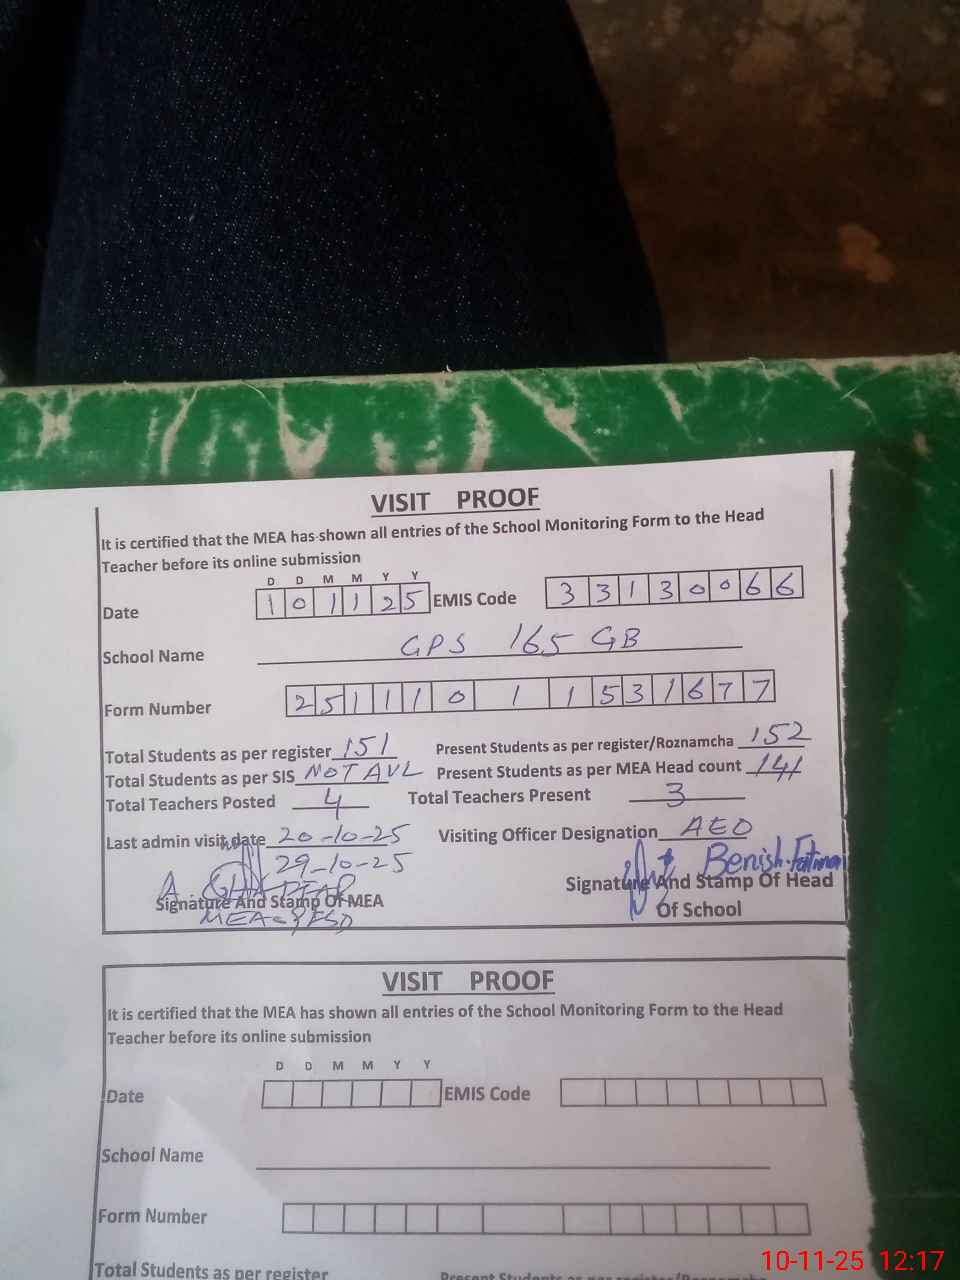 VISIT PROOF
It is certified that the MEA has shown all entries of the School Monitoring Form to the Head
Teacher before its online submission
D D M M Y Y
Date 1 0 1 1 2 5 EMIS Code 3 3 1 3 0 0 6 6
School Name GPS 165 GB
Form Number 2 5 1 1 1 0 1 1 5 3 1 6 7 7
Total Students as per register 151 Present Students as per register/Roznamcha 152
Total Students as per SIS NOT AVL Present Students as per MEA Head count 141
Total Teachers Posted 4 Total Teachers Present 3
Last admin visit date 20-10-25 Visiting Officer Designation AEO
29-10-25 Benish Fatima
Signature And Stamp Of MEA Signature And Stamp Of Head
MEA Of School
VISIT PROOF
It is certified that the MEA has shown all entries of the School Monitoring Form to the Head
Teacher before its online submission
D D M M Y Y
Date EMIS Code
School Name
Form Number
Total Students as per register Present Students as per register/Roznamcha
10-11-25 12:17